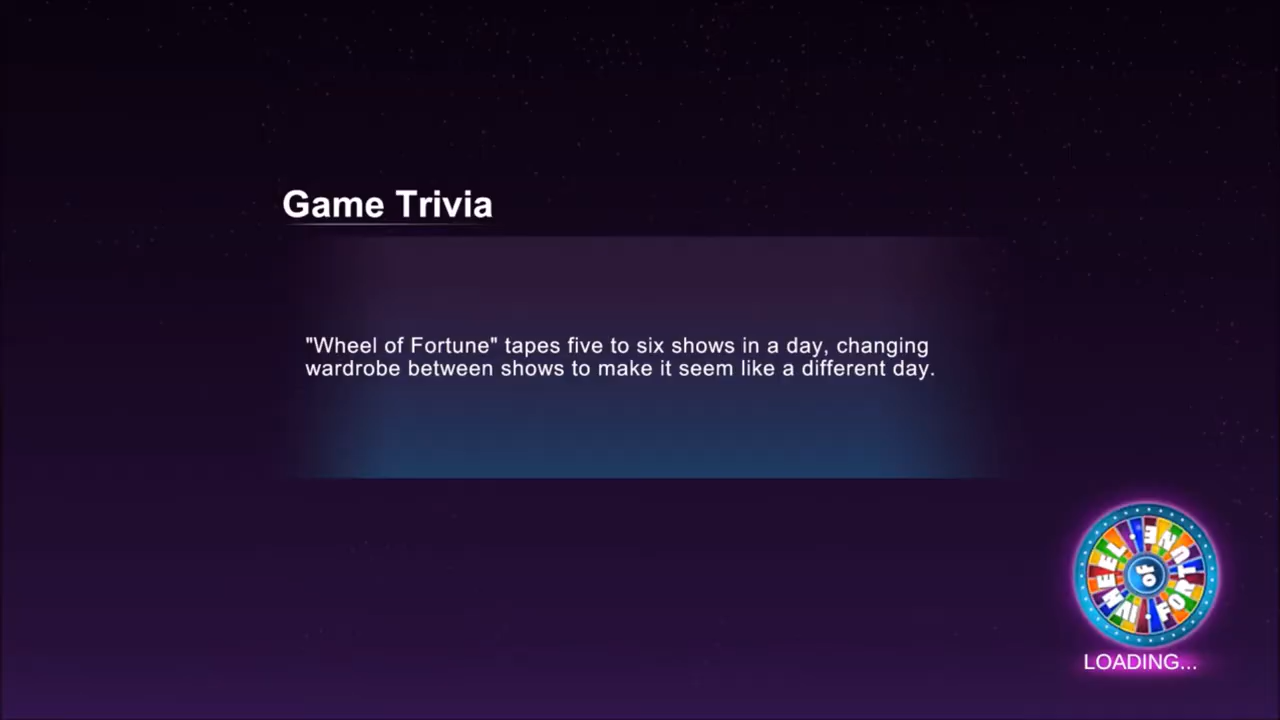 Game Trivia
"Wheel of Fortune" tapes five to six shows in a day, changing
wardrobe between shows to make it seem like a different day.
WHEEL OF FORTUNE
LOADING...